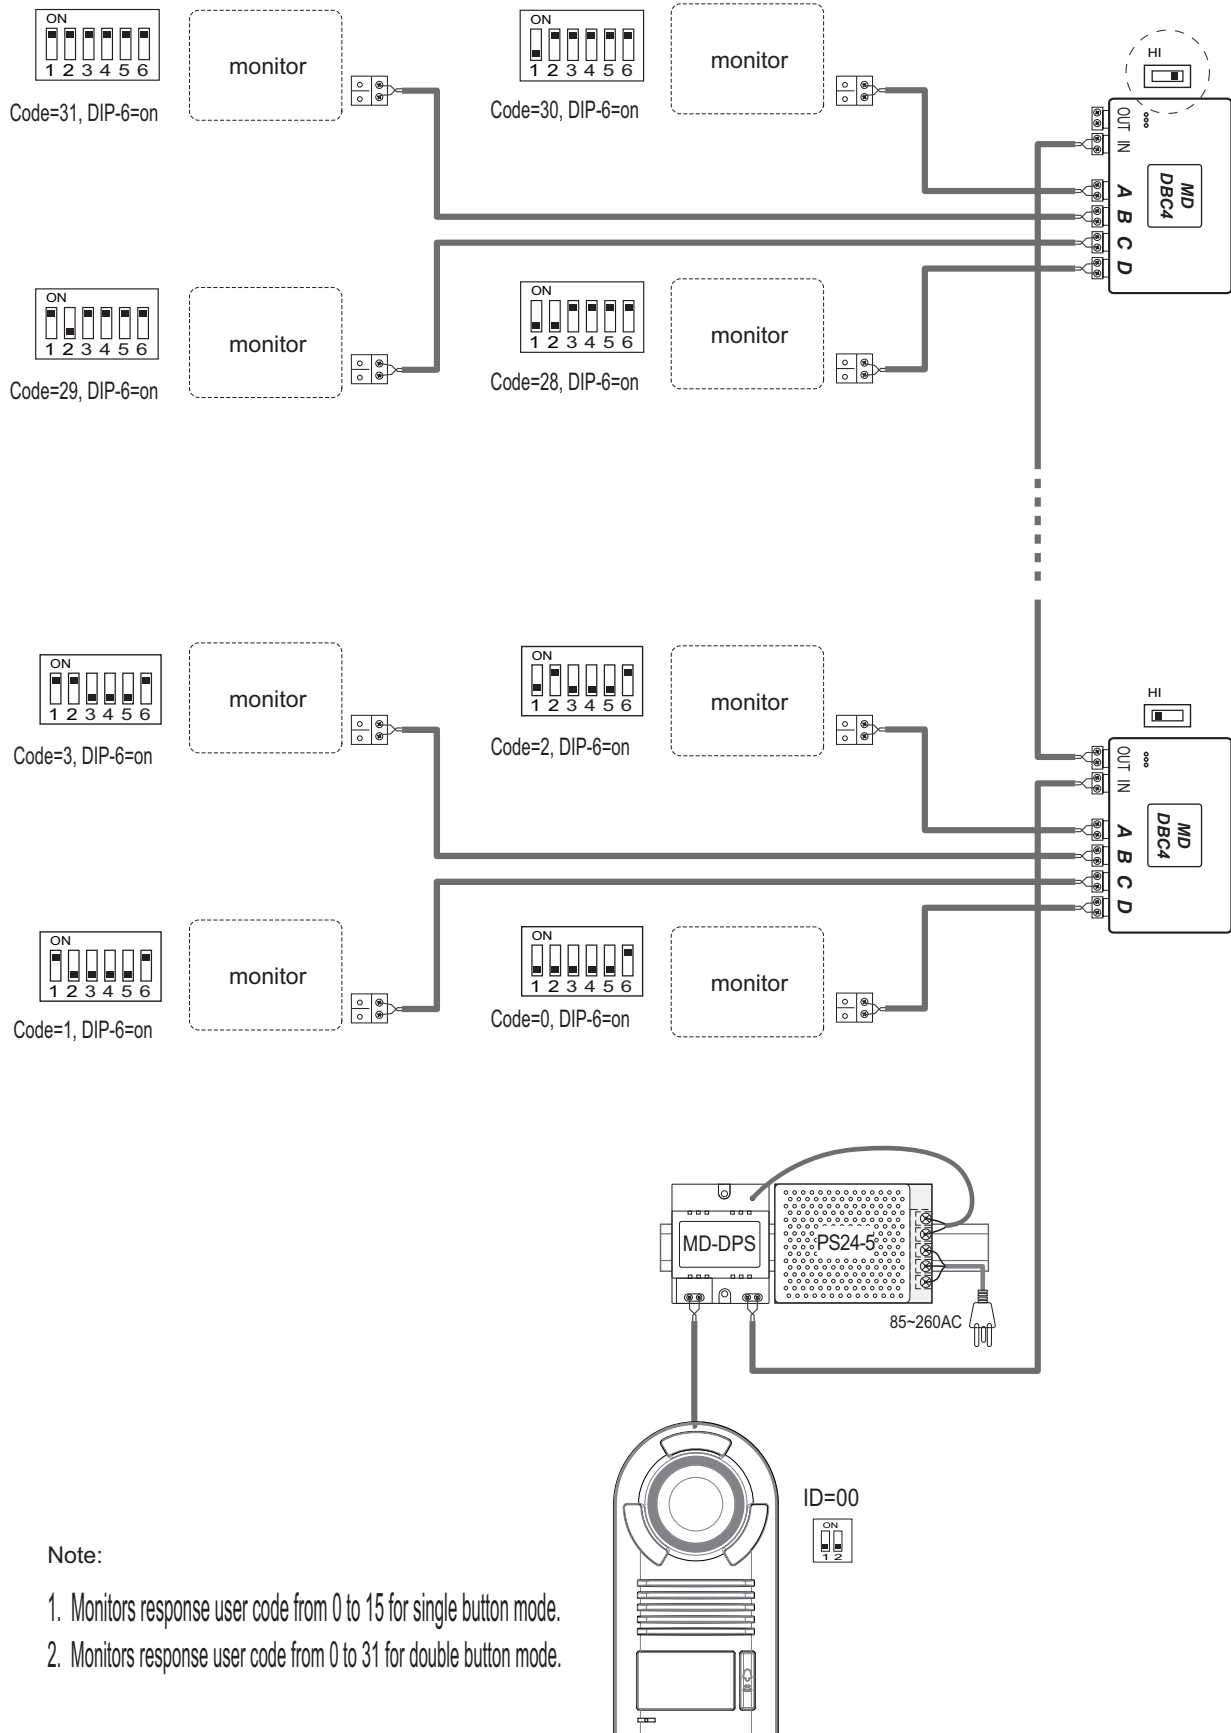 ON
1 2 3 4 5 6
Code=31, DIP-6=on
monitor
ON
1 2 3 4 5 6
Code=30, DIP-6=on
monitor
HI
OUT IN
A B C D
MD
DBC4
ON
1 2 3 4 5 6
Code=29, DIP-6=on
monitor
ON
1 2 3 4 5 6
Code=28, DIP-6=on
monitor
ON
1 2 3 4 5 6
Code=3, DIP-6=on
monitor
ON
1 2 3 4 5 6
Code=2, DIP-6=on
monitor
HI
OUT IN
A B C D
MD
DBC4
ON
1 2 3 4 5 6
Code=1, DIP-6=on
monitor
ON
1 2 3 4 5 6
Code=0, DIP-6=on
monitor
MD-DPS
PS24-5
85~260AC
ID=00
ON
1 2
Note:
1. Monitors response user code from 0 to 15 for single button mode.
2. Monitors response user code from 0 to 31 for double button mode.